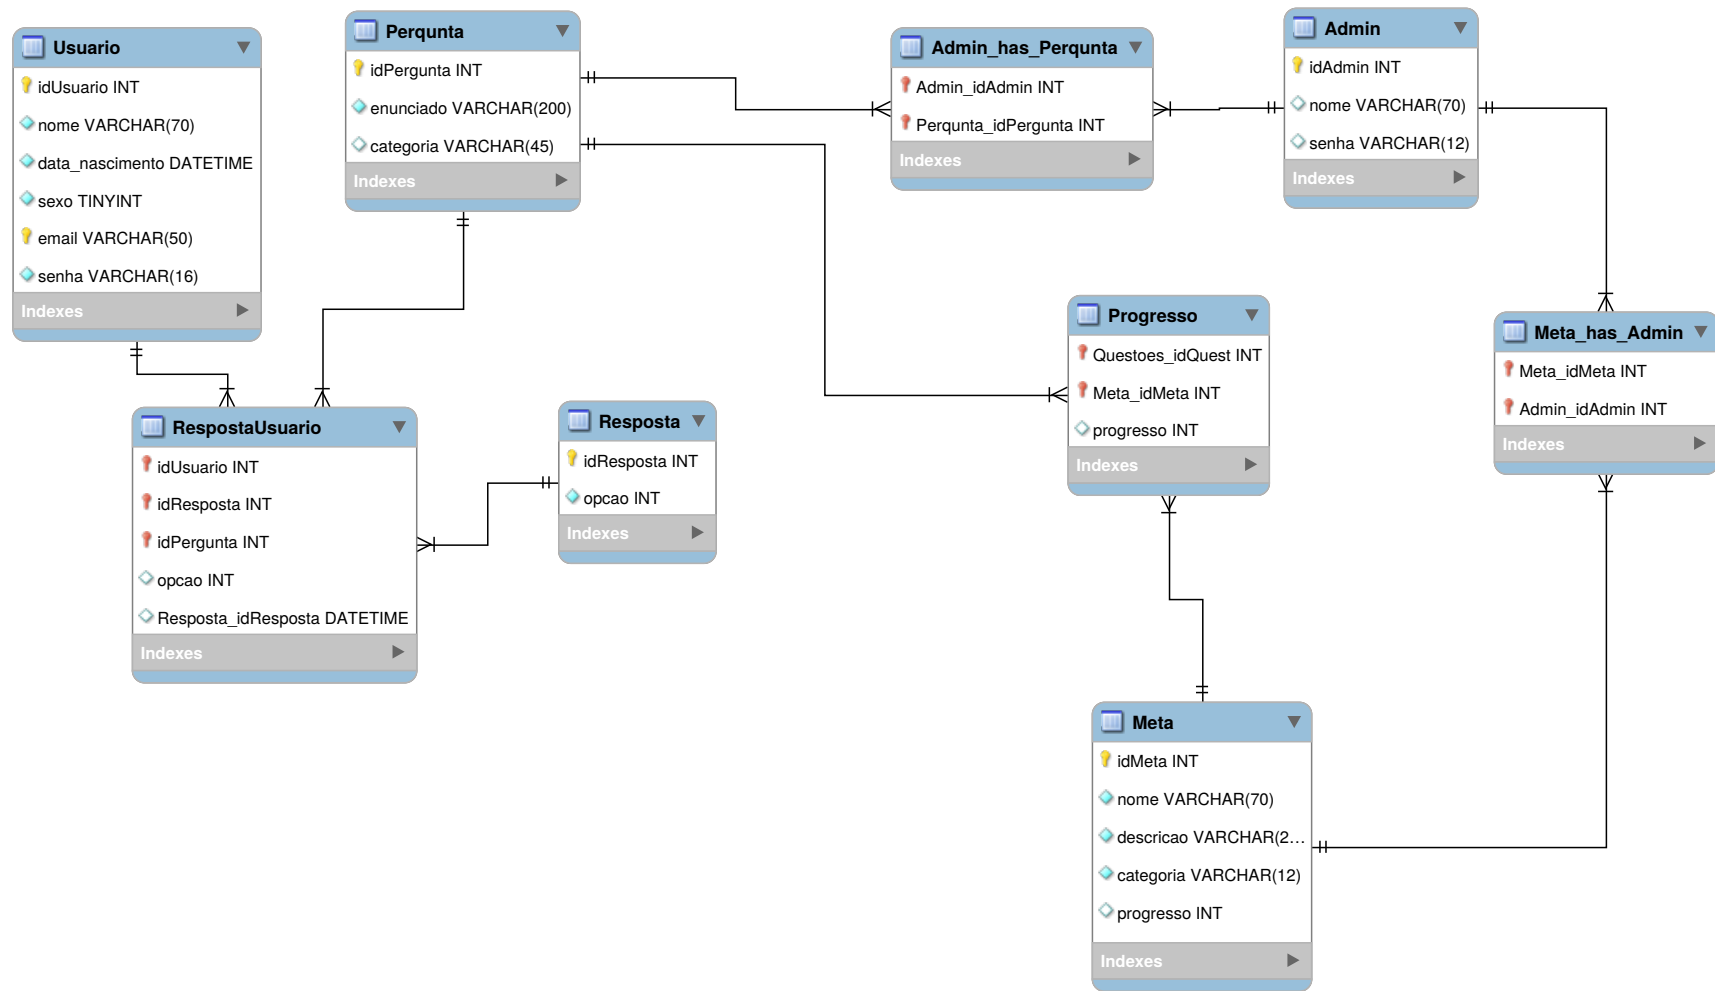 Usuario
idUsuario INT
nome VARCHAR(70)
data_nascimento DATETIME
sexo TINYINT
email VARCHAR(50)
senha VARCHAR(16)
Indexes
Perqunta
idPergunta INT
enunciado VARCHAR(200)
categoria VARCHAR(45)
Indexes
Admin_has_Perqunta
Admin_idAdmin INT
Perqunta_idPergunta INT
Indexes
Admin
idAdmin INT
nome VARCHAR(70)
senha VARCHAR(12)
Indexes
Progresso
Questoes_idQuest INT
Meta_idMeta INT
progresso INT
Indexes
Meta_has_Admin
Meta_idMeta INT
Admin_idAdmin INT
Indexes
RespostaUsuario
idUsuario INT
idResposta INT
idPergunta INT
opcao INT
Resposta_idResposta DATETIME
Indexes
Resposta
idResposta INT
opcao INT
Indexes
Meta
idMeta INT
nome VARCHAR(70)
descricao VARCHAR(2...
categoria VARCHAR(12)
progresso INT
Indexes